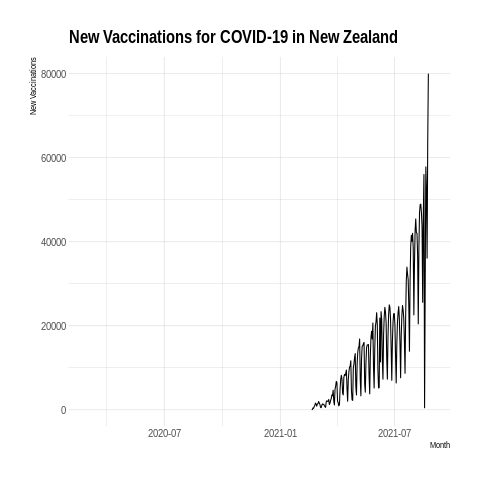 New Vaccinations for COVID-19 in New Zealand
New Vaccinations
80000
60000
40000
20000
0
2020-07
2021-01
2021-07
Month